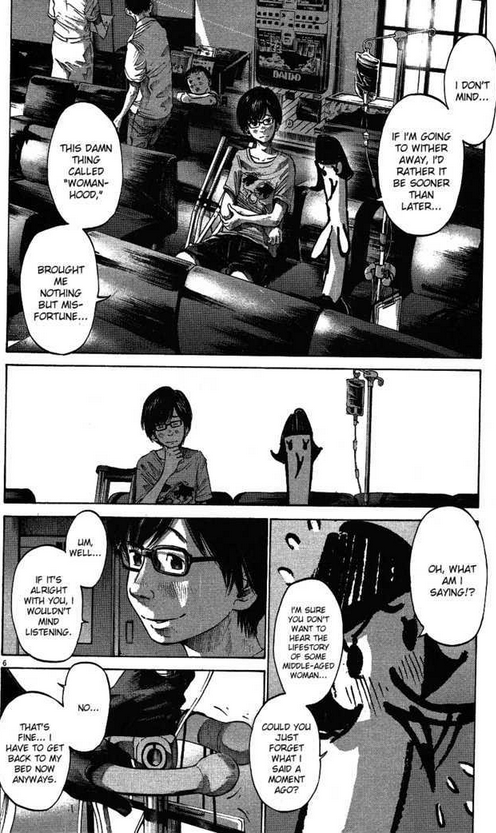 I DON'T
MIND...
IF I'M GOING
TO WITHER
AWAY, I'D
RATHER IT
BE SOONER
THAN
LATER...
DAIDO
THIS DAMN
THING
CALLED
"WOMAN-
HOOD,"
BROUGHT
ME
NOTHING
BUT MIS-
FORTUNE...
OH, WHAT
AM I
SAYING!?
I'M SURE
YOU DON'T
WANT TO
HEAR THE
LIFESTORY
OF SOME
MIDDLE-AGED
WOMAN...
COULD YOU
JUST
FORGET
WHAT I
SAID A
MOMENT
AGO?
UM,
WELL...
IF IT'S
ALRIGHT
WITH YOU, I
WOULDN'T
MIND
LISTENING.
6
NO...
THAT'S
FINE... I
HAVE TO GET
BACK TO MY
BED NOW
ANYWAYS.